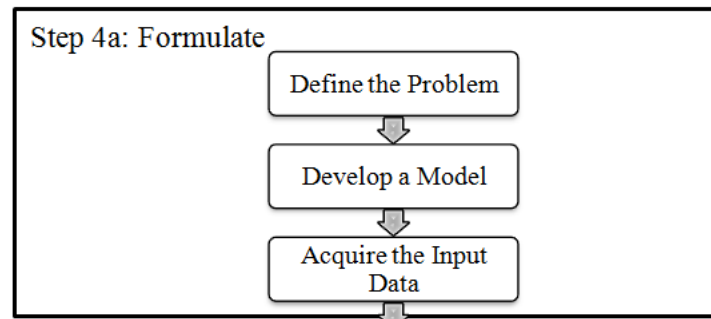 Step 4a: Formulate
Define the Problem
Develop a Model
Acquire the Input
Data